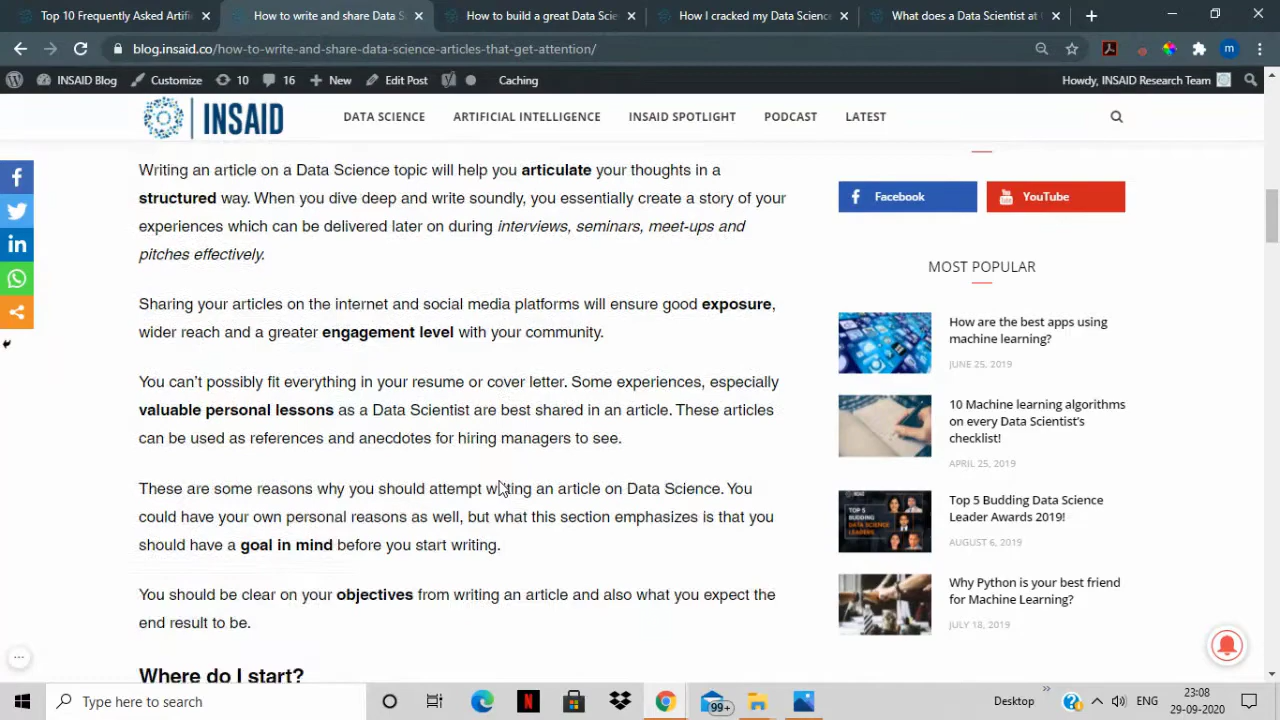 Top 10 Frequently Asked Artifi
How to write and share Data S
How to build a great Data Scie
How I cracked my Data Science
What does a Data Scientist at
blog.insaid.co/how-to-write-and-share-data-science-articles-that-get-attention/
m
INSAID Blog Customize 10 16 New Edit Post Caching Howdy, INSAID Research Team
INSAID DATA SCIENCE ARTIFICIAL INTELLIGENCE INSAID SPOTLIGHT PODCAST LATEST
Writing an article on a Data Science topic will help you articulate your thoughts in a
structured way. When you dive deep and write soundly, you essentially create a story of your
experiences which can be delivered later on during interviews, seminars, meet-ups and
pitches effectively.
Sharing your articles on the internet and social media platforms will ensure good exposure,
wider reach and a greater engagement level with your community.
You can't possibly fit everything in your resume or cover letter. Some experiences, especially
valuable personal lessons as a Data Scientist are best shared in an article. These articles
can be used as references and anecdotes for hiring managers to see.
These are some reasons why you should attempt writing an article on Data Science. You
could have your own personal reasons as well, but what this section emphasizes is that you
should have a goal in mind before you start writing.
You should be clear on your objectives from writing an article and also what you expect the
end result to be.
Where do I start?
Facebook YouTube
MOST POPULAR
How are the best apps using
machine learning?
JUNE 25, 2019
10 Machine learning algorithms
on every Data Scientist's
checklist!
APRIL 25, 2019
TOP 5
BUDDING
DATA SCIENCE
LEADERS
Top 5 Budding Data Science
Leader Awards 2019!
AUGUST 6, 2019
Why Python is your best friend
for Machine Learning?
JULY 18, 2019
Type here to search
99+
Desktop
ENG
23:08
29-09-2020